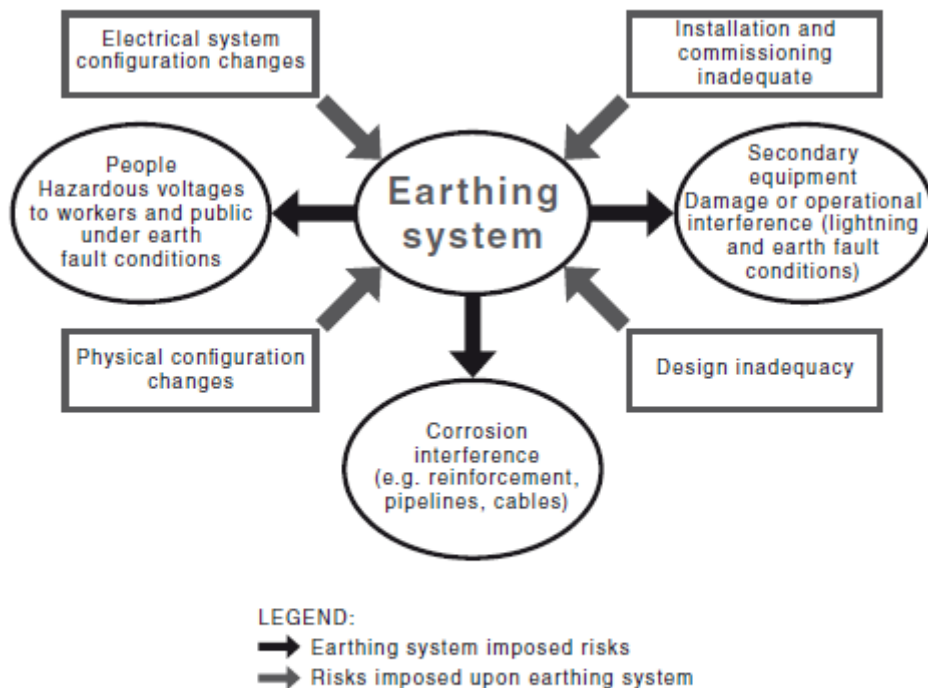 Electrical system
configuration changes
Installation and
commissioning
inadequate
People
Hazardous voltages
to workers and public
under earth
fault conditions
Earthing
system
Secondary
equipment
Damage or operational
interference (lightning
and earth fault
conditions)
Physical configuration
changes
Design inadequacy
Corrosion
interference
(e.g. reinforcement,
pipelines, cables)
LEGEND:
Earthing system imposed risks
Risks imposed upon earthing system